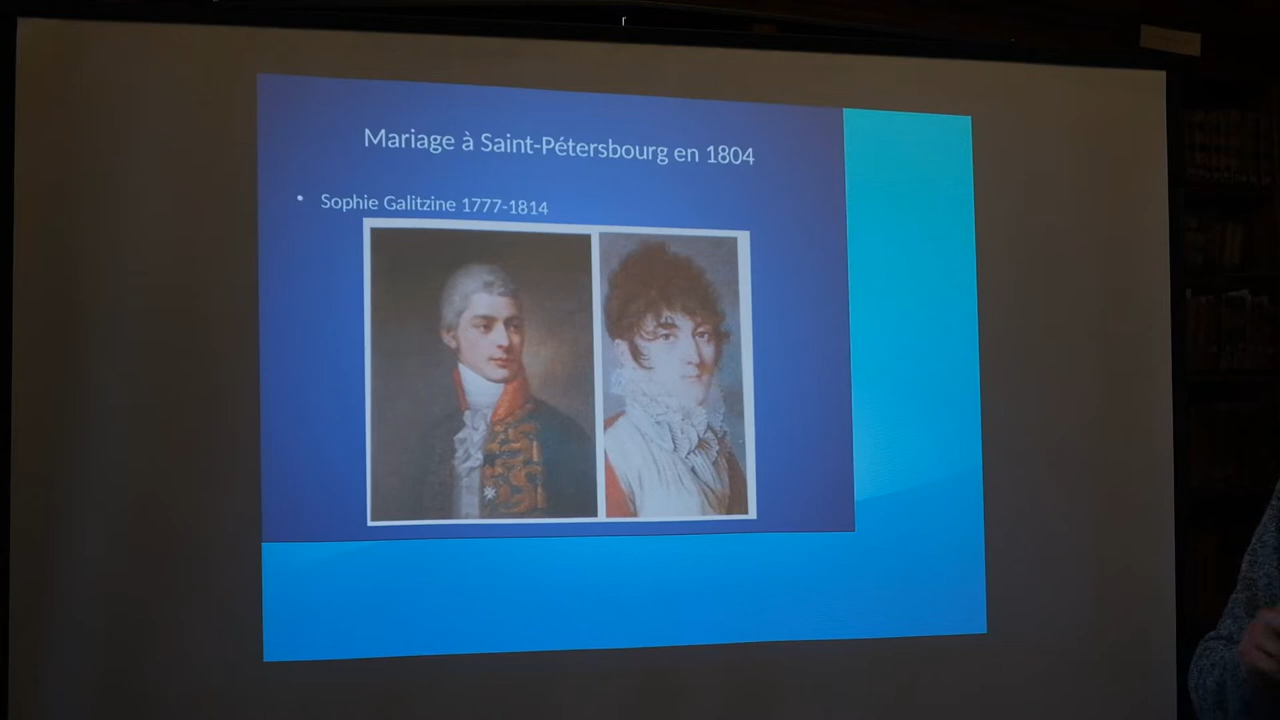 Mariage à Saint-Pétersbourg en 1804
• Sophie Galitzine 1777-1814